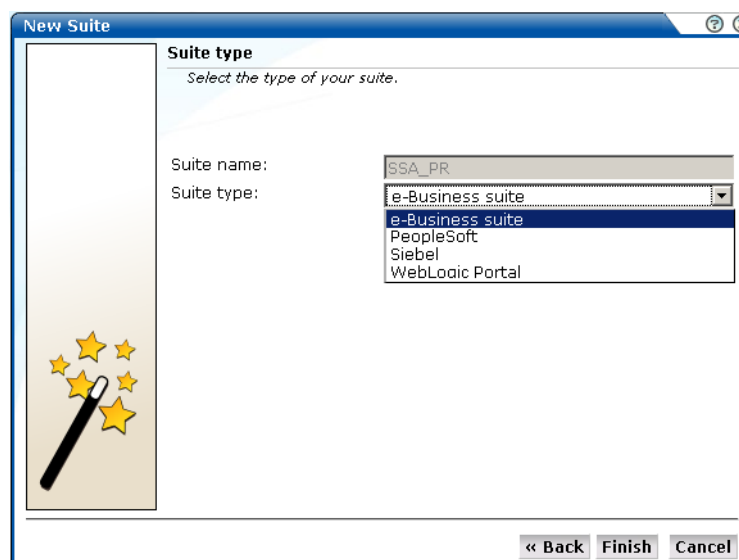 New Suite
Suite type
Select the type of your suite.
Suite name: SSA_PR
Suite type: e-Business suite
e-Business suite
PeopleSoft
Siebel
WebLogic Portal
« Back Finish Cancel